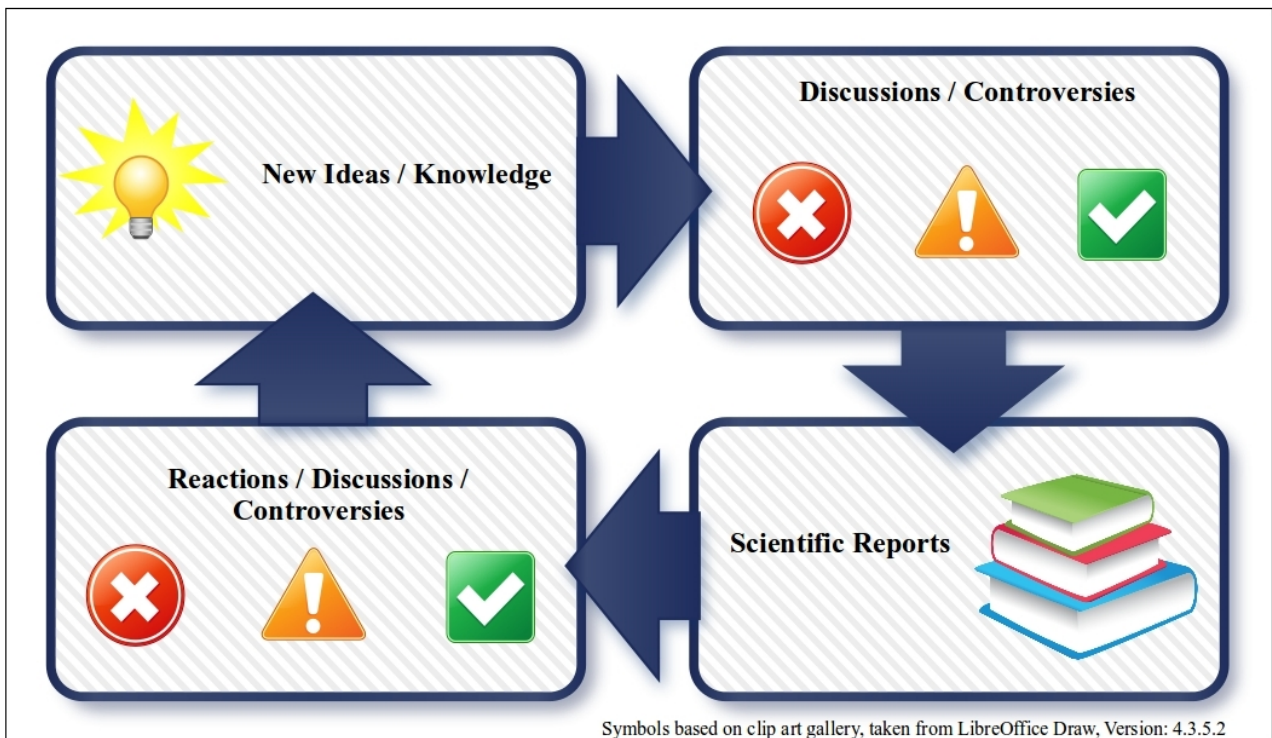 New Ideas / Knowledge
Discussions / Controversies
Reactions / Discussions /
Controversies
Scientific Reports
Symbols based on clip art gallery, taken from LibreOffice Draw, Version: 4.3.5.2